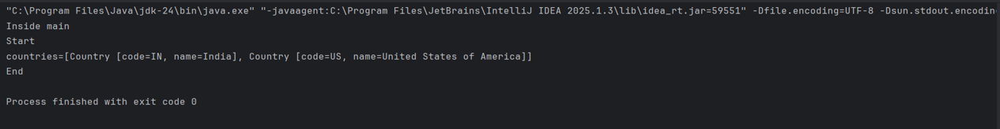 "C:\Program Files\Java\jdk-24\bin\java.exe" "-javaagent:C:\Program Files\JetBrains\IntelliJ IDEA 2025.1.3\lib\idea_rt.jar=59551" -Dfile.encoding=UTF-8 -Dsun.stdout.encoding
Inside main
Start
countries=[Country [code=IN, name=India], Country [code=US, name=United States of America]]
End
Process finished with exit code 0